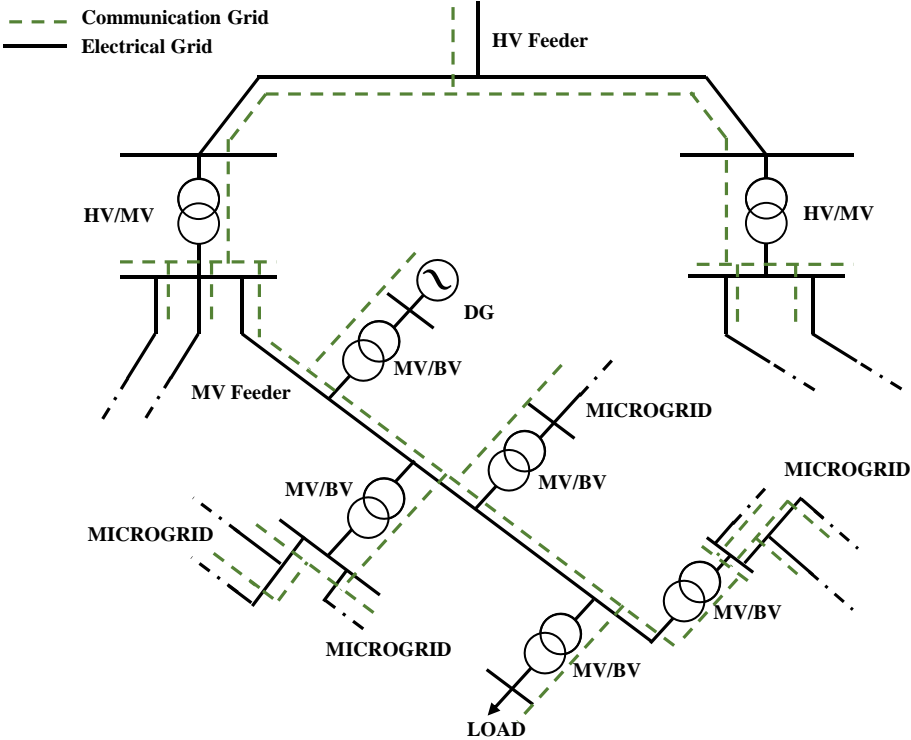 Communication Grid
Electrical Grid
HV Feeder
HV/MV
HV/MV
DG
MV/BV
MV Feeder
MICROGRID
MV/BV
MV/BV
MICROGRID
MICROGRID
MV/BV
MICROGRID
MV/BV
LOAD